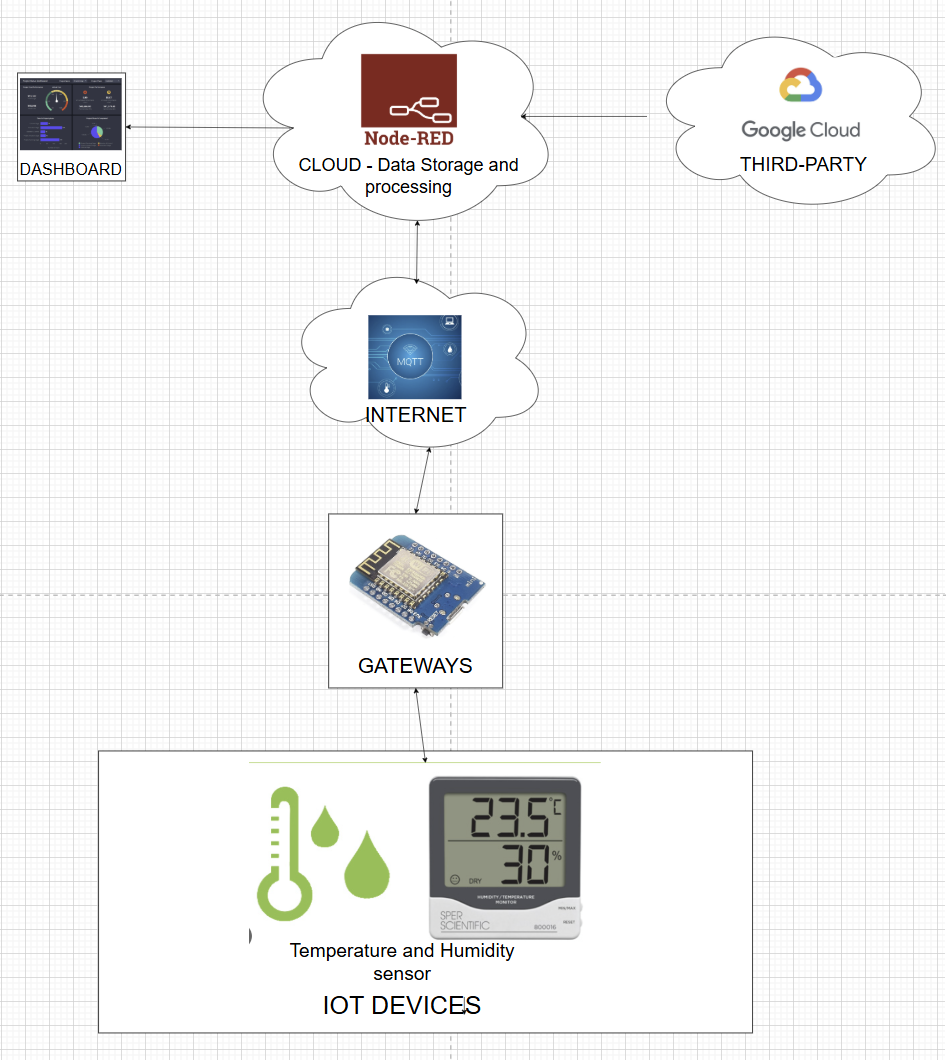 Node-RED
CLOUD - Data Storage and
processing
Google Cloud
THIRD-PARTY
DASHBOARD
MQTT
INTERNET
GATEWAYS
23.5°C
30%
DRY
HUMIDITY / TEMPERATURE
MONITOR
SPER
SCIENTIFIC
800016
MIN/MAX
RESET
Temperature and Humidity
sensor
IOT DEVICES